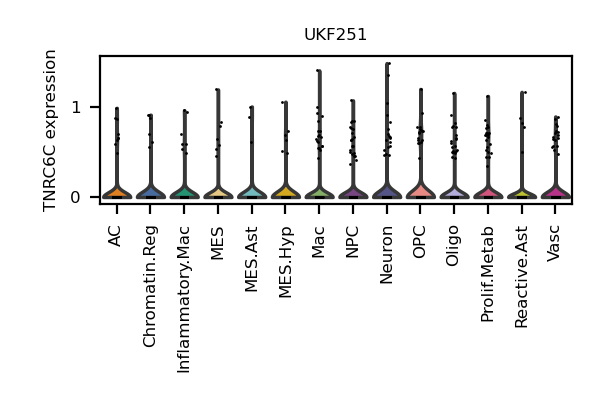 UKF251
TNRC6C expression
1
0
AC
Chromatin.Reg
Inflammatory.Mac
MES
MES.Ast
MES.Hyp
Mac
NPC
Neuron
OPC
Oligo
Prolif.Metab
Reactive.Ast
Vasc